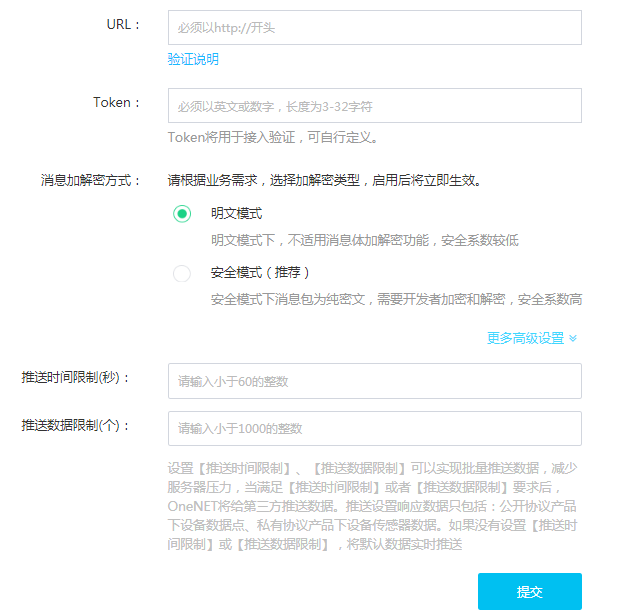 URL：
必须以http://开头
验证说明
Token：
必须以英文或数字，长度为3-32字符
Token将用于接入验证，可自行定义。
消息加解密方式：
请根据业务需求，选择加解密类型，启用后将立即生效。
明文模式
明文模式下，不适用消息体加解密功能，安全系数较低
安全模式（推荐）
安全模式下消息包为纯密文，需要开发者加密和解密，安全系数高
更多高级设置
推送时间限制(秒)：
请输入小于60的整数
推送数据限制(个)：
请输入小于1000的整数
设置【推送时间限制】、【推送数据限制】可以实现批量推送数据，减少
服务器压力，当满足【推送时间限制】或者【推送数据限制】要求后，
OneNET将给第三方推送数据。推送设置响应数据只包括：公开协议产品
下设备数据点、私有协议产品下设备传感器数据。如果没有设置【推送时
间限制】或【推送数据限制】，将默认数据实时推送
提交